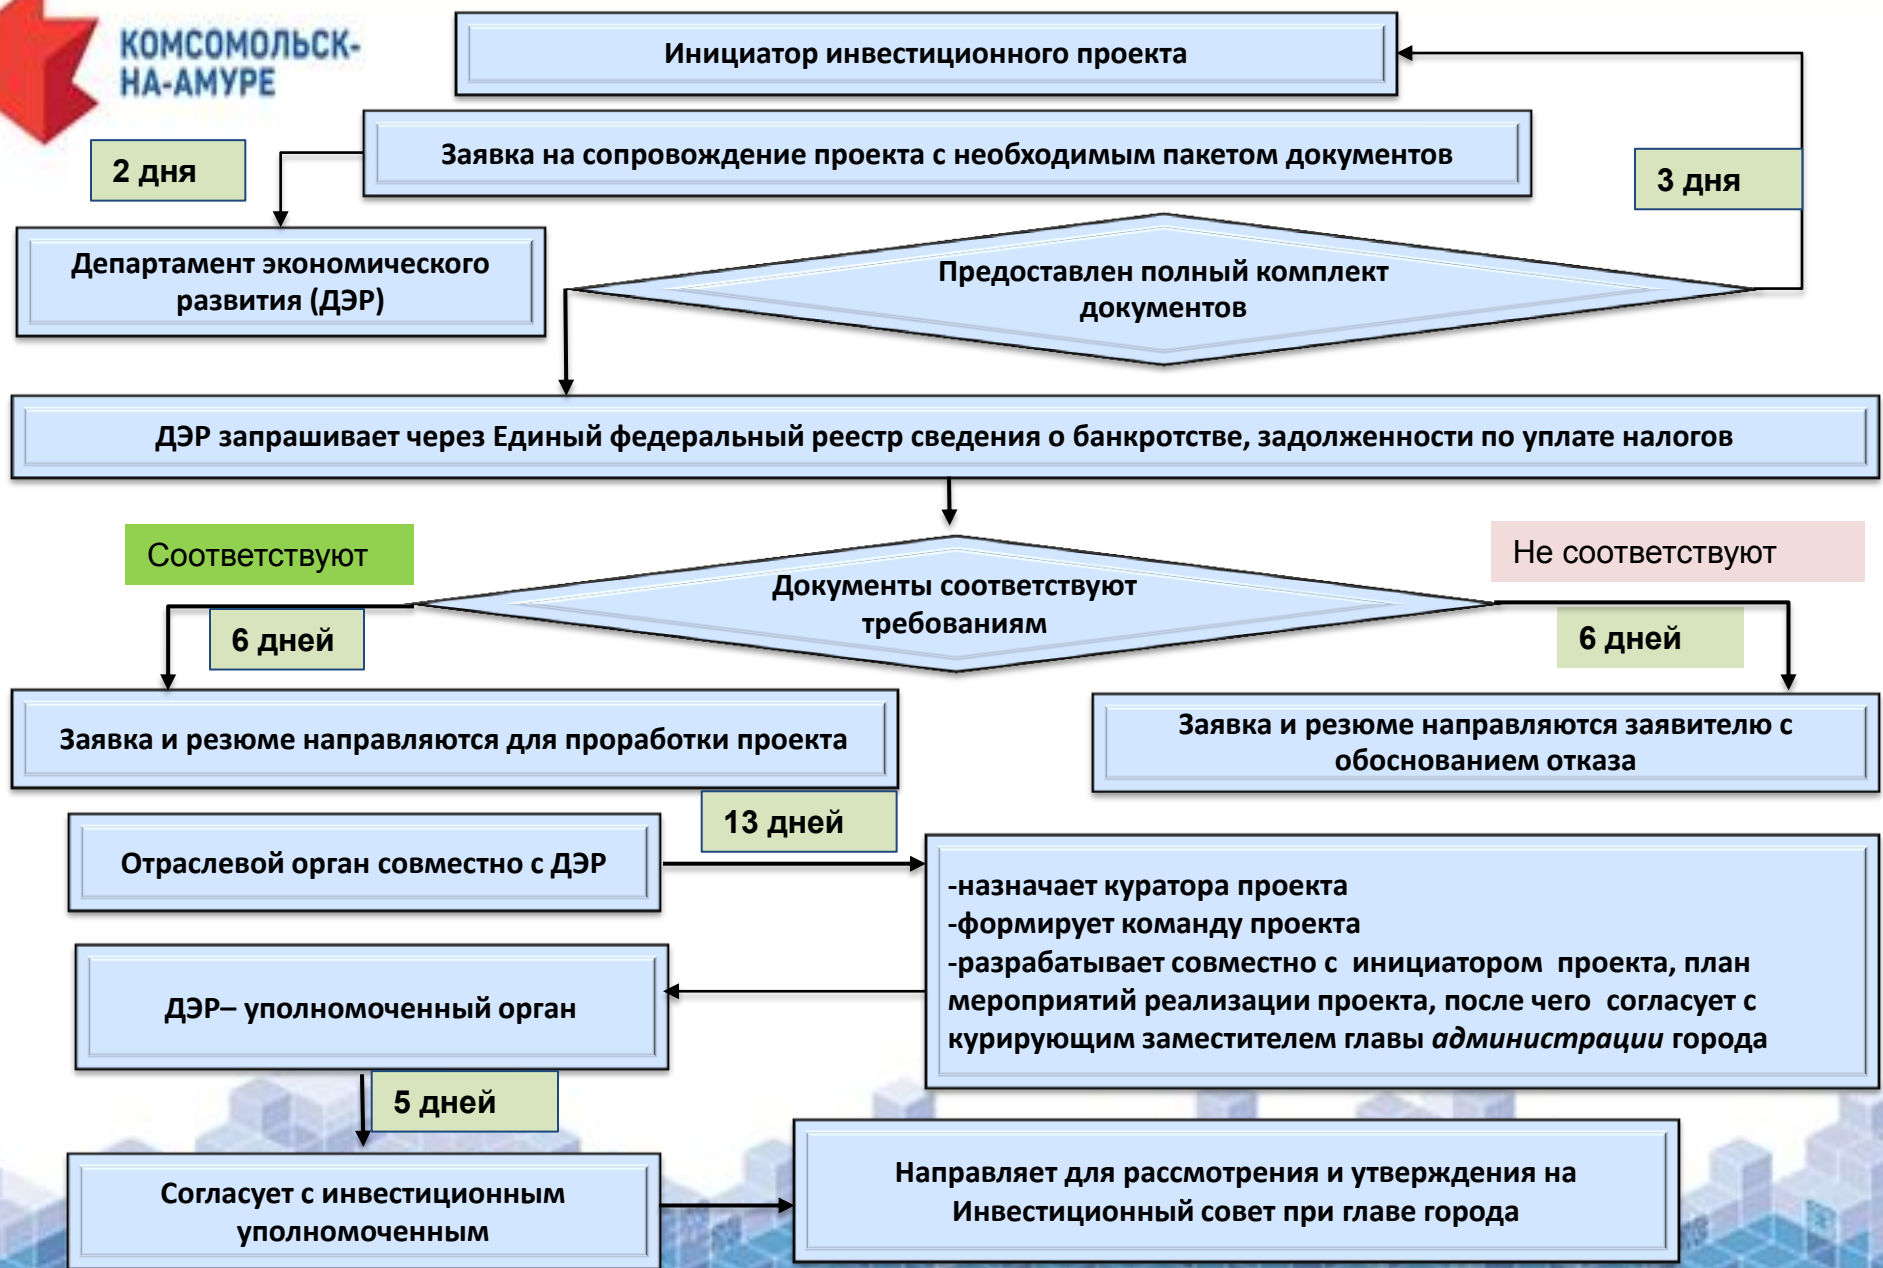 КОМСОМОЛЬСК-
НА-АМУРЕ
Инициатор инвестиционного проекта
2 дня
Заявка на сопровождение проекта с необходимым пакетом документов
3 дня
Департамент экономического
развития (ДЭР)
Предоставлен полный комплект
документов
ДЭР запрашивает через Единый федеральный реестр сведения о банкротстве, задолженности по уплате налогов
Соответствуют
Не соответствуют
Документы соответствуют
требованиям
6 дней
6 дней
Заявка и резюме направляются для проработки проекта
Заявка и резюме направляются заявителю с
обоснованием отказа
13 дней
Отраслевой орган совместно с ДЭР
-назначает куратора проекта
-формирует команду проекта
-разрабатывает совместно с инициатором проекта, план
мероприятий реализации проекта, после чего согласует с
курирующим заместителем главы администрации города
ДЭР– уполномоченный орган
5 дней
Согласует с инвестиционным
уполномоченным
Направляет для рассмотрения и утверждения на
Инвестиционный совет при главе города